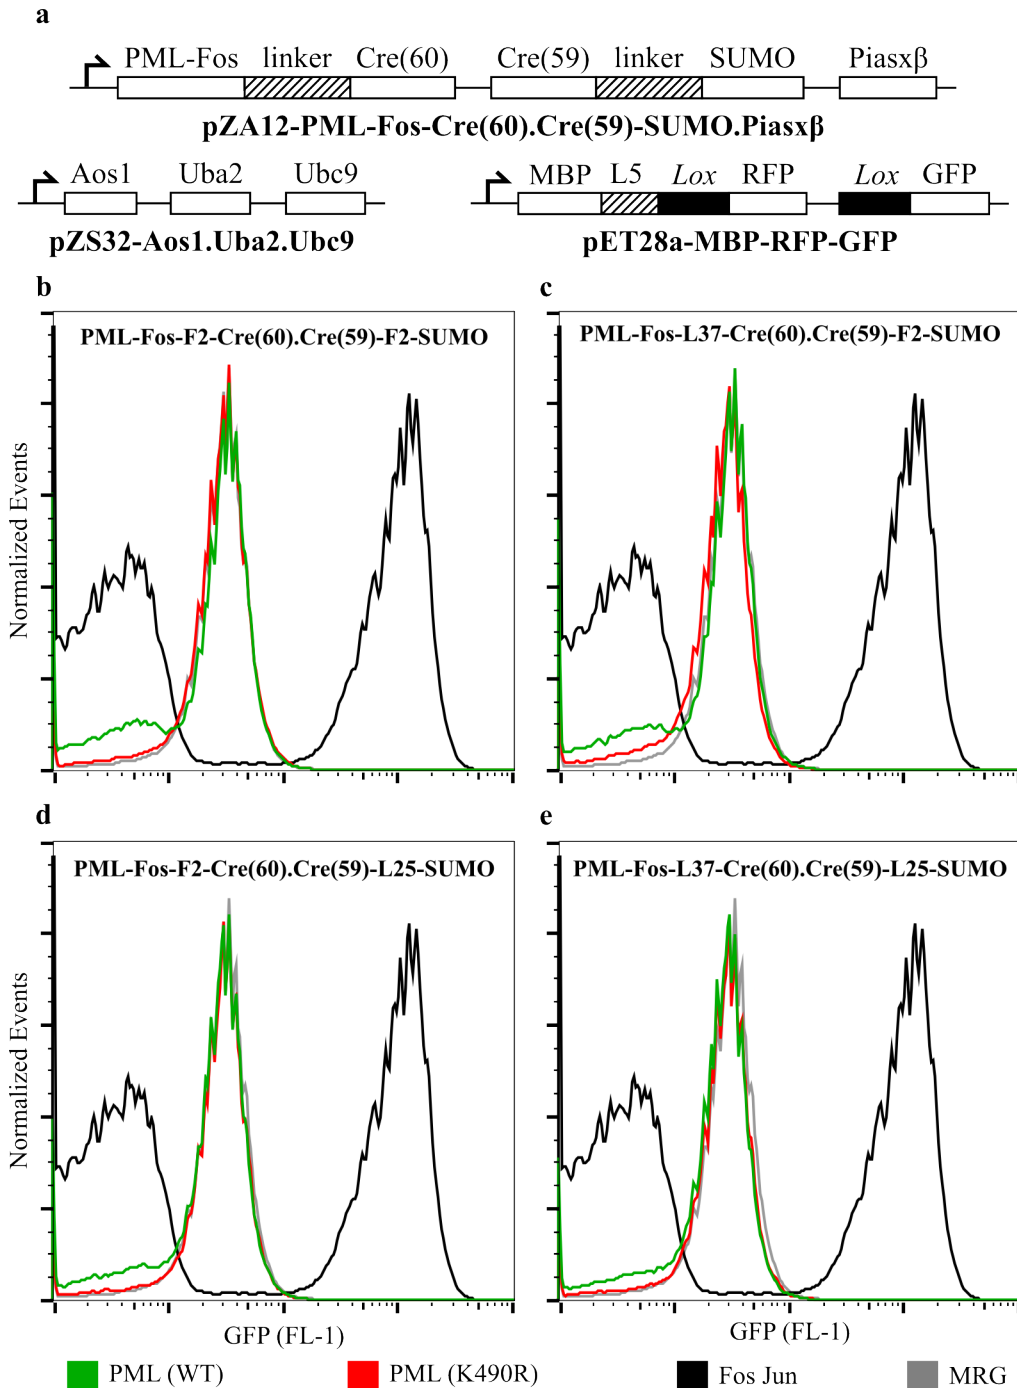 a
PML-Fos linker Cre(60) Cre(59) linker SUMO Piasxβ
pZA12-PML-Fos-Cre(60).Cre(59)-SUMO.Piasxβ
Aos1 Uba2 Ubc9
pZS32-Aos1.Uba2.Ubc9
MBP L5 Lox RFP Lox GFP
pET28a-MBP-RFP-GFP
b
PML-Fos-F2-Cre(60).Cre(59)-F2-SUMO
Normalized Events
c
PML-Fos-L37-Cre(60).Cre(59)-F2-SUMO
d
PML-Fos-F2-Cre(60).Cre(59)-L25-SUMO
Normalized Events
GFP (FL-1)
e
PML-Fos-L37-Cre(60).Cre(59)-L25-SUMO
GFP (FL-1)
PML (WT) PML (K490R) Fos Jun MRG